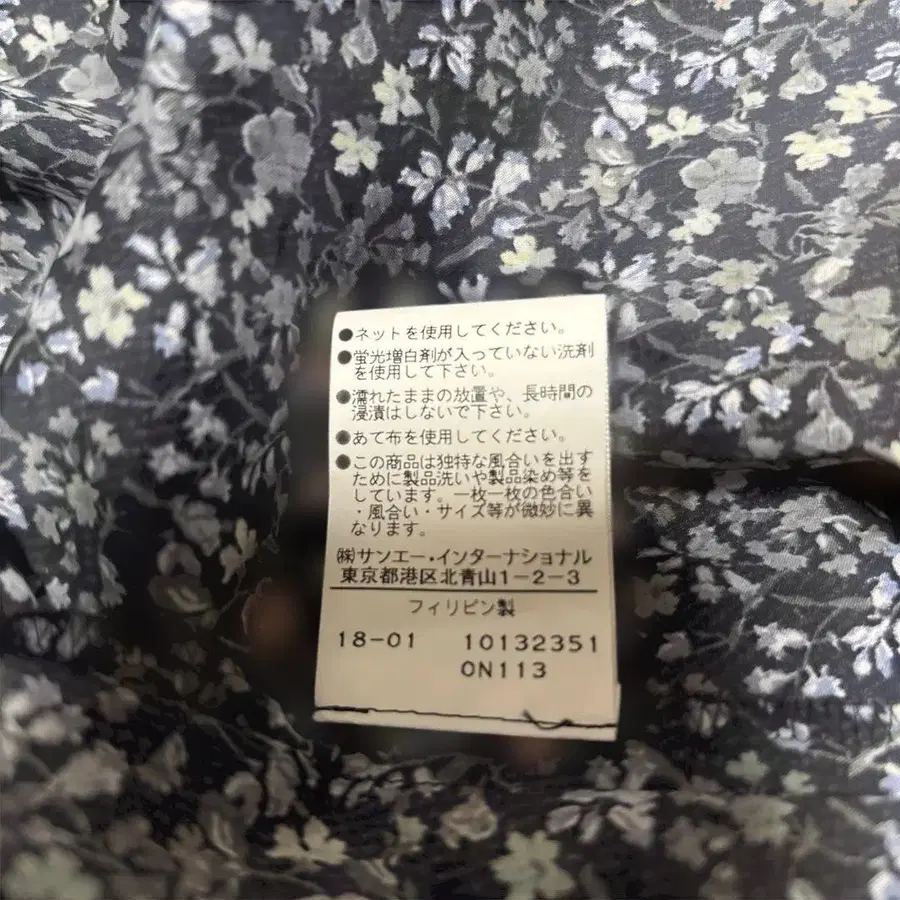 ●ネットを使用してください。
●蛍光増白剤が入っていない洗剤
を使用して下さい。
●濡れたままの放置や、長時間の
浸漬はしないで下さい。
●あて布を使用してください。
●この商品は独特な風合いを出す
ために製品洗いや製品染め等を
しています。一枚一枚の色合い
・風合い・サイズ等が微妙に異
なります。
㈱サンエー・インターナショナル
東京都港区北青山1-2-3
フィリピン製
18-01 10132351
0N113